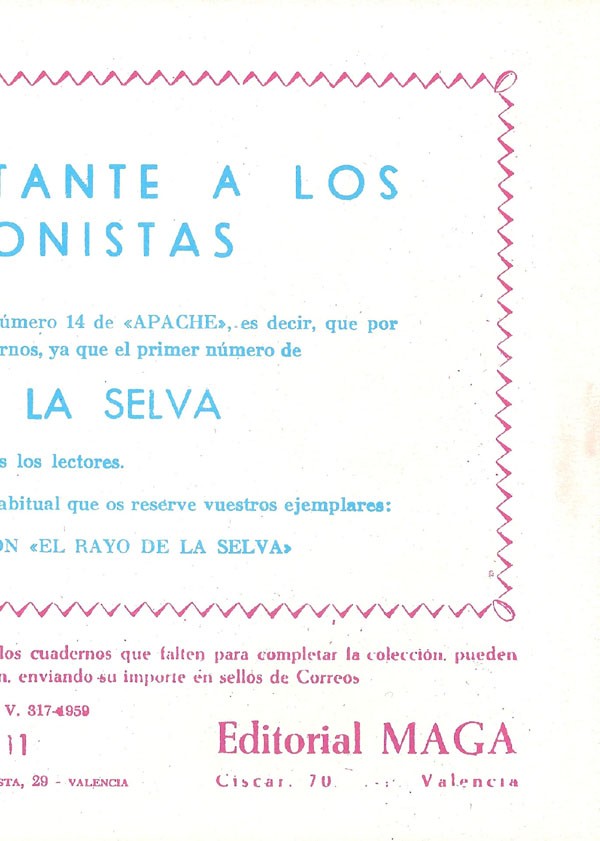 TANTE A LOS
ONISTAS
úmero 14 de «APACHE», es decir, que por
rnos, ya que el primer número de
LA SELVA
s los lectores.
abitual que os reserve vuestros ejemplares:
ON «EL RAYO DE LA SELVA»
los cuadernos que falten para completar la colección. pueden
n. enviando su importe en sellos de Correos
V. 317-1959
11
Editorial MAGA
STA, 29 - VALENCIA
Ciscar. 70. Valencia